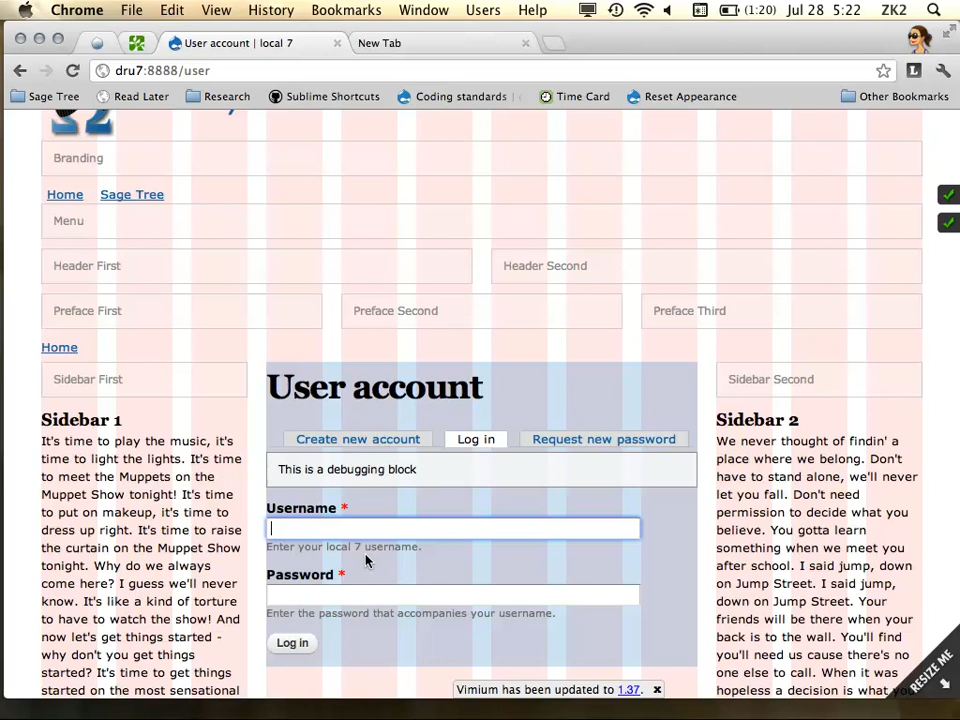 Chrome File Edit View History Bookmarks Window Users Help (1:20) Jul 28 5:22 ZK2
User account | local 7 × New Tab ×
dru7:8888/user
Sage Tree Read Later Research Sublime Shortcuts Coding standards | Time Card Reset Appearance Other Bookmarks
Branding
Home Sage Tree
Menu
Header First Header Second
Preface First Preface Second Preface Third
Home
Sidebar First
Sidebar 1
It's time to play the music, it's
time to light the lights. It's time
to meet the Muppets on the
Muppet Show tonight! It's time
to put on makeup, it's time to
dress up right. It's time to raise
the curtain on the Muppet Show
tonight. Why do we always
come here? I guess we'll never
know. It's like a kind of torture
to have to watch the show! And
now let's get things started -
why don't you get things
started? It's time to get things
started on the most sensational
User account
Create new account Log in Request new password
This is a debugging block
Username *
Enter your local 7 username.
Password *
Enter the password that accompanies your username.
Log in
Sidebar Second
Sidebar 2
We never thought of findin' a
place where we belong. Don't
have to stand alone, we'll never
let you fall. Don't need
permission to decide what you
believe. You gotta learn
something when we meet you
after school. I said jump, down
on Jump Street. I said jump,
down on Jump Street. Your
friends will be there when your
back is to the wall. You'll find
you'll need us cause there's no
one else to call. When it was
hopeless a decision is what
RESIZE ME
Vimium has been updated to 1.37. ×